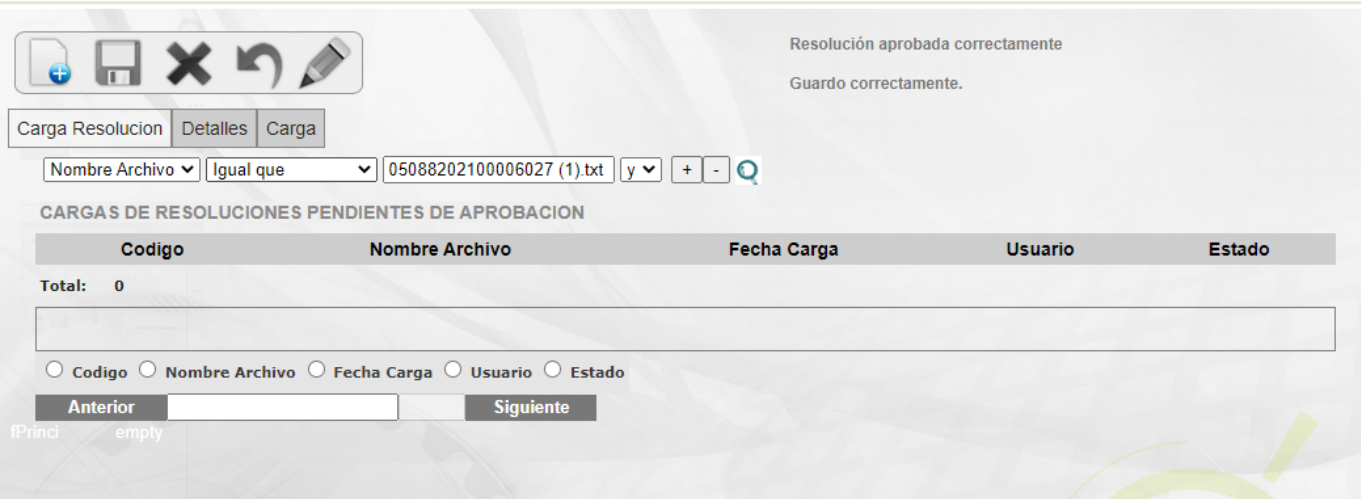 Resolución aprobada correctamente
Guardo correctamente.
Carga Resolucion Detalles Carga
Nombre Archivo Igual que 05088202100006027 (1).txt y + -
CARGAS DE RESOLUCIONES PENDIENTES DE APROBACION
Codigo Nombre Archivo Fecha Carga Usuario Estado
Total: 0
Codigo Nombre Archivo Fecha Carga Usuario Estado
Anterior Siguiente
fPrinci empty